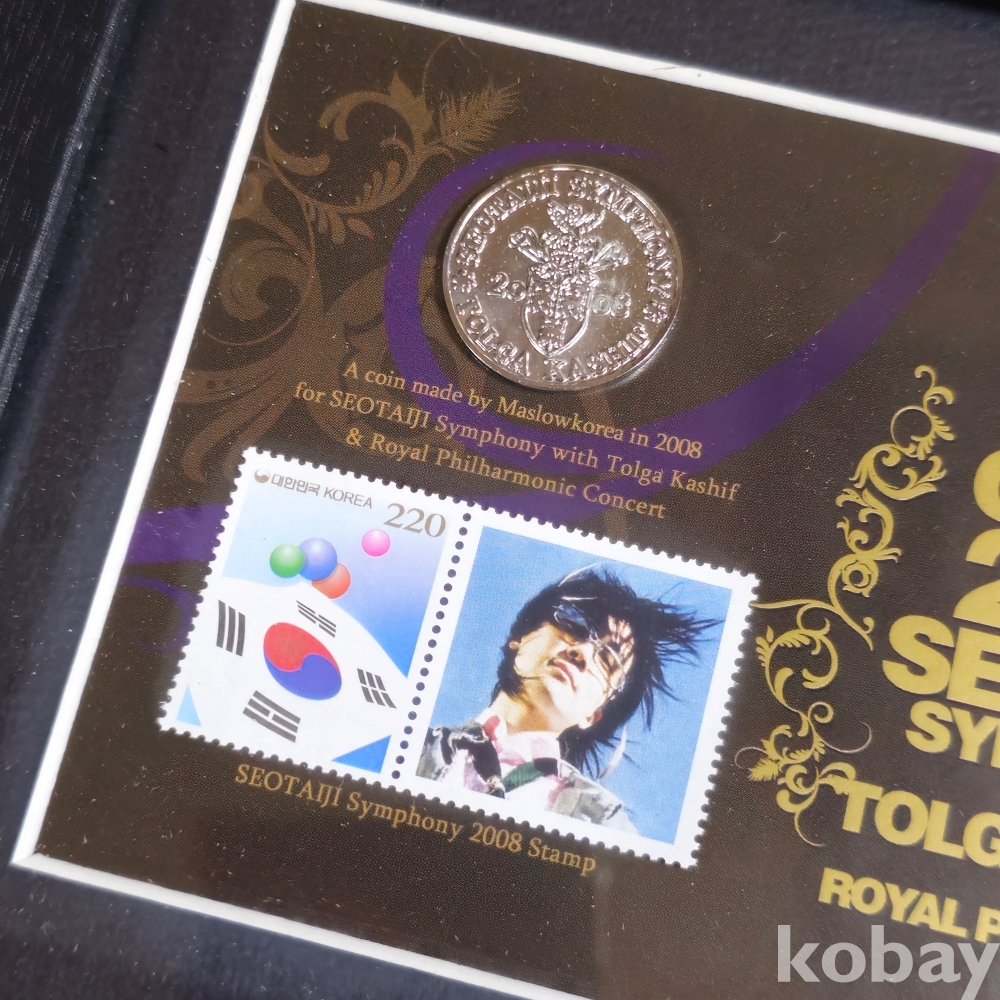 SEOTAIJI SYMPHONY
2008
TOLGA KASHIF
A coin made by Maslowkorea in 2008
for SEOTAIJI Symphony with Tolga Kashif
& Royal Philharmonic Concert
대한민국 KOREA 220
SEOTAIJI Symphony 2008 Stamp
2
SE
SY
TOLG
ROYAL P
kobay